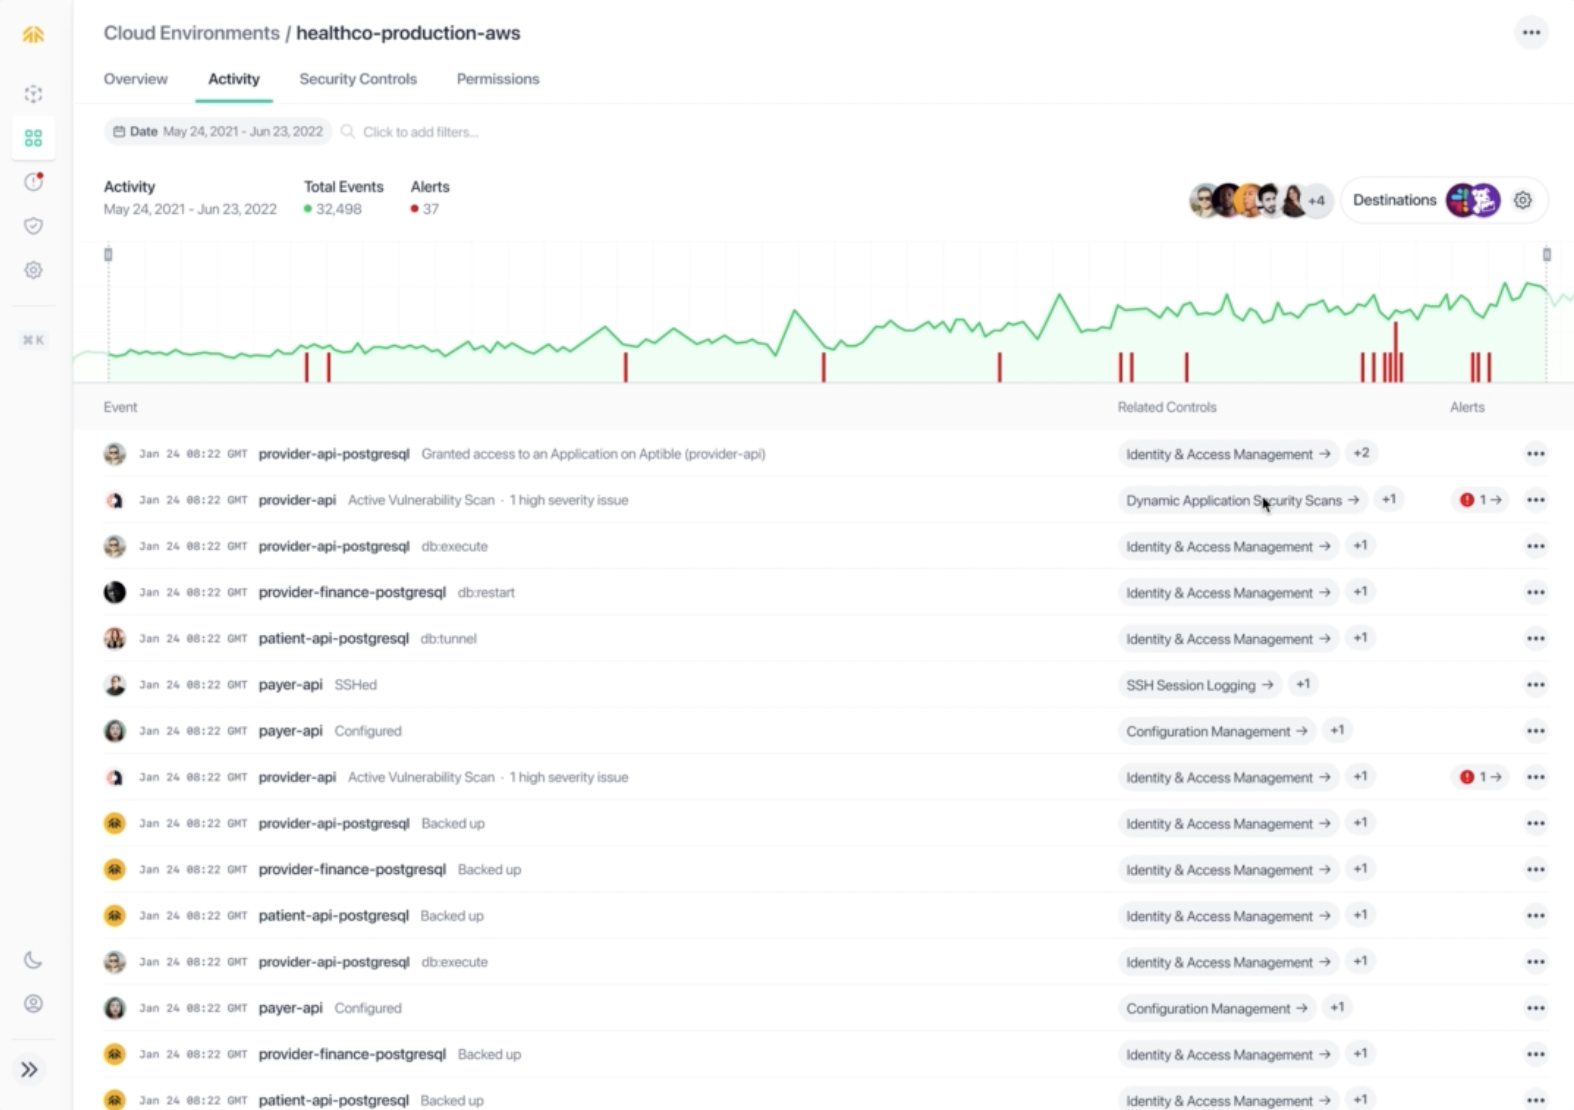 Cloud Environments / healthco-production-aws
Overview Activity Security Controls Permissions
Date May 24, 2021 - Jun 23, 2022 Click to add filters...
Activity Total Events Alerts
May 24, 2021 - Jun 23, 2022 32,498 37
+4 Destinations
⌘ K
Event Related Controls Alerts
Jan 24 08:22 GMT provider-api-postgresql Granted access to an Application on Aptible (provider-api) Identity & Access Management → +2
Jan 24 08:22 GMT provider-api Active Vulnerability Scan · 1 high severity issue Dynamic Application Security Scans → +1 1 →
Jan 24 08:22 GMT provider-api-postgresql db:execute Identity & Access Management → +1
Jan 24 08:22 GMT provider-finance-postgresql db:restart Identity & Access Management → +1
Jan 24 08:22 GMT patient-api-postgresql db:tunnel Identity & Access Management → +1
Jan 24 08:22 GMT payer-api SSHed SSH Session Logging → +1
Jan 24 08:22 GMT payer-api Configured Configuration Management → +1
Jan 24 08:22 GMT provider-api Active Vulnerability Scan · 1 high severity issue Identity & Access Management → +1 1 →
Jan 24 08:22 GMT provider-api-postgresql Backed up Identity & Access Management → +1
Jan 24 08:22 GMT provider-finance-postgresql Backed up Identity & Access Management → +1
Jan 24 08:22 GMT patient-api-postgresql Backed up Identity & Access Management → +1
Jan 24 08:22 GMT provider-api-postgresql db:execute Identity & Access Management → +1
Jan 24 08:22 GMT payer-api Configured Configuration Management → +1
Jan 24 08:22 GMT provider-finance-postgresql Backed up Identity & Access Management → +1
Jan 24 08:22 GMT patient-api-postgresql Backed up Identity & Access Management → +1